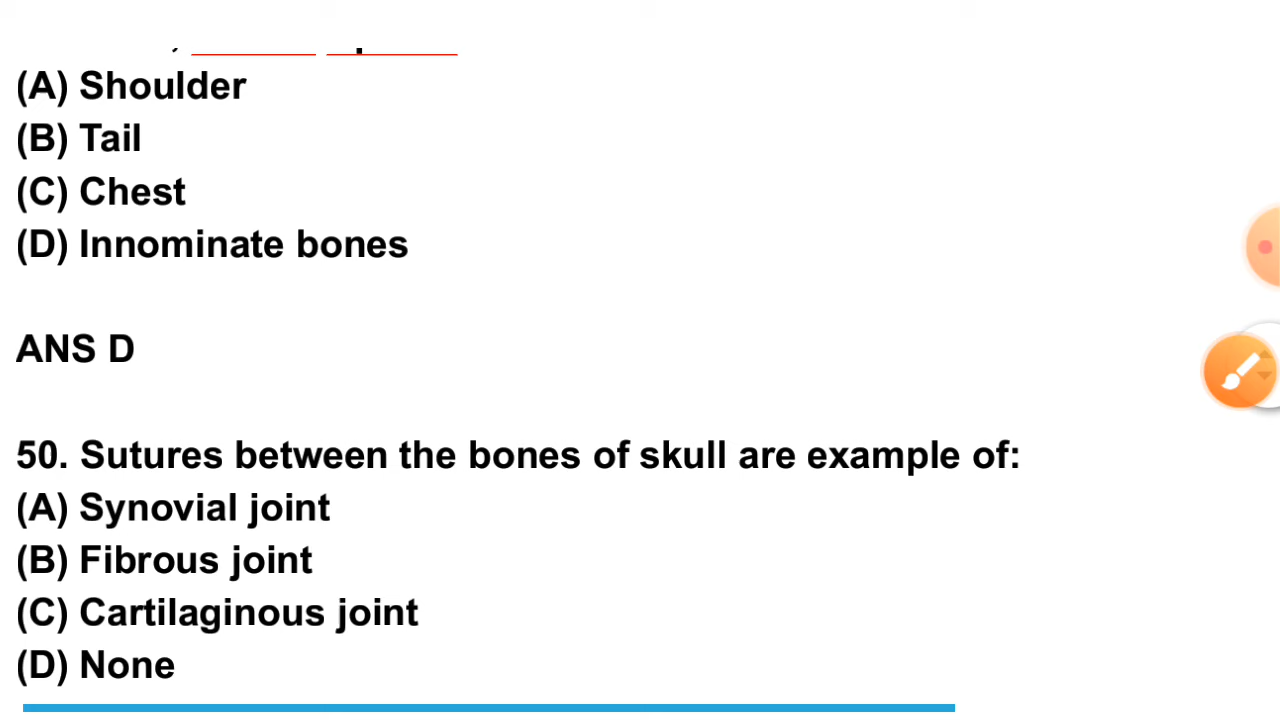 (A) Shoulder
(B) Tail
(C) Chest
(D) Innominate bones
ANS D
50. Sutures between the bones of skull are example of:
(A) Synovial joint
(B) Fibrous joint
(C) Cartilaginous joint
(D) None